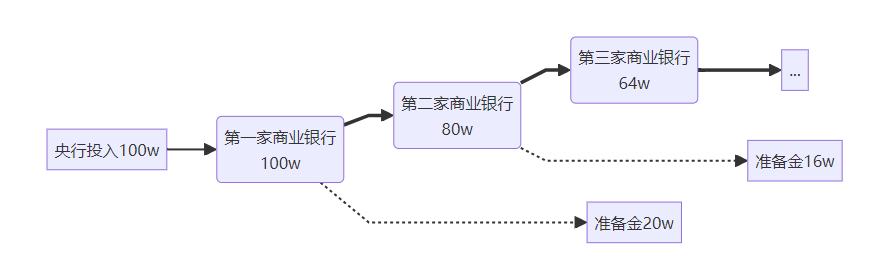 央行投入100w
第一家商业银行
100w
第二家商业银行
80w
第三家商业银行
64w
...
准备金16w
准备金20w